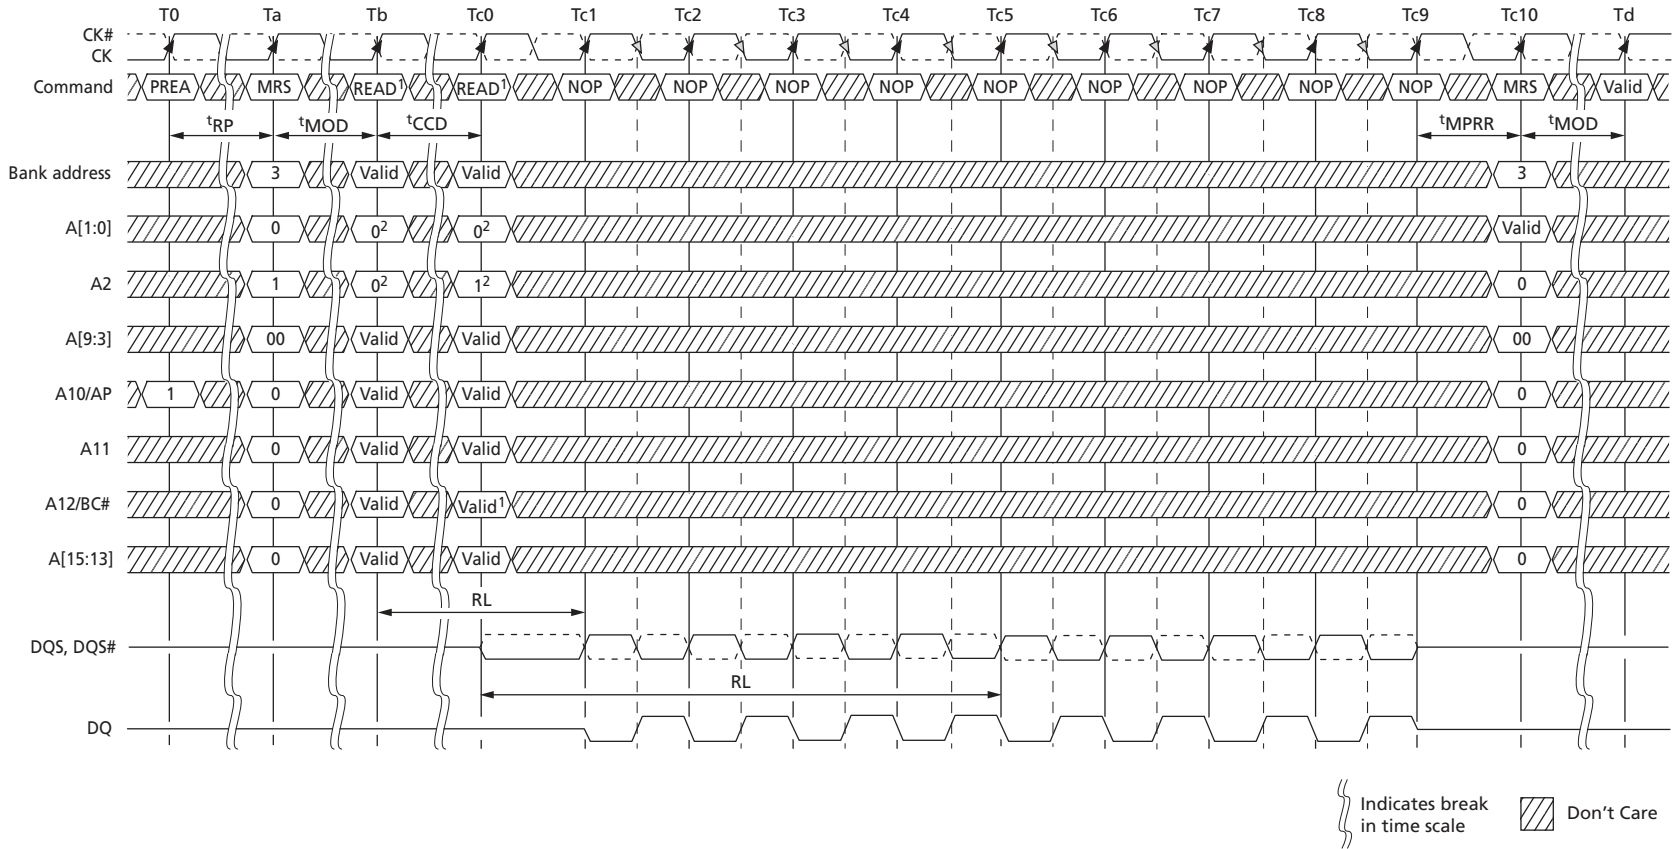 T0 Ta Tb Tc0 Tc1 Tc2 Tc3 Tc4 Tc5 Tc6 Tc7 Tc8 Tc9 Tc10 Td
CK#
CK
Command PREA MRS READ1 READ1 NOP NOP NOP NOP NOP NOP NOP NOP NOP MRS Valid
tRP tMOD tCCD tMPRR tMOD
Bank address 3 Valid Valid 3
A[1:0] 0 02 02 Valid
A2 1 02 12 0
A[9:3] 00 Valid Valid 00
A10/AP 1 0 Valid Valid 0
A11 0 Valid Valid 0
A12/BC# 0 Valid Valid1 0
A[15:13] 0 Valid Valid 0
RL
DQS, DQS#
RL
DQ
Indicates break
in time scale
Don't Care